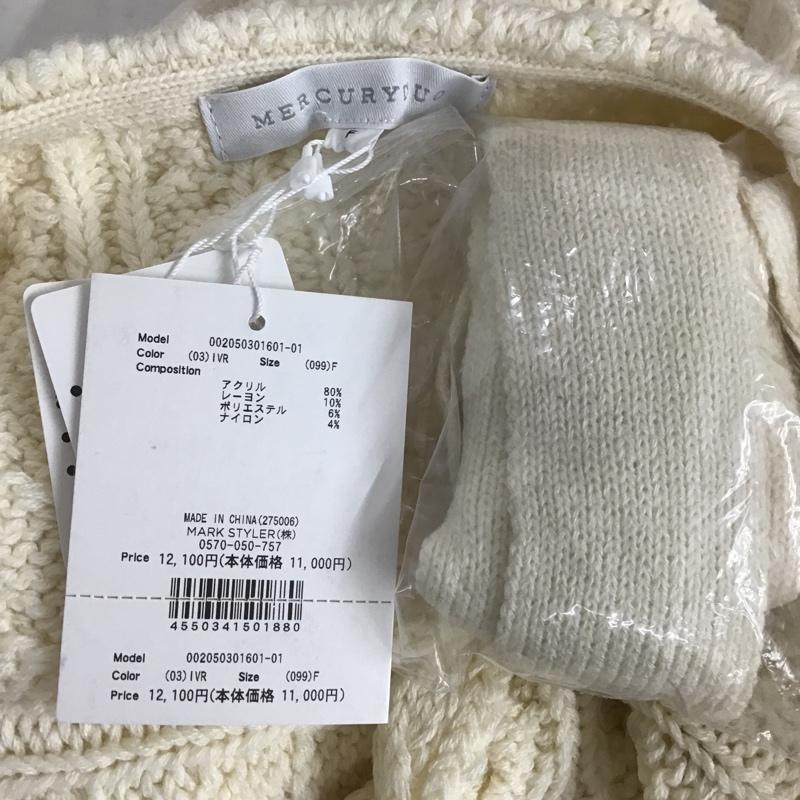 MERCURYDUO
Model 002050301601-01
Color (03)IVR Size (099)F
Composition
アクリル 80%
レーヨン 10%
ポリエステル 6%
ナイロン 4%
MADE IN CHINA(275006)
MARK STYLER(株)
0570-050-757
Price 12,100円(本体価格 11,000円)
4550341501880
Model 002050301601-01
Color (03)IVR Size (099)F
Price 12,100円(本体価格 11,000円)